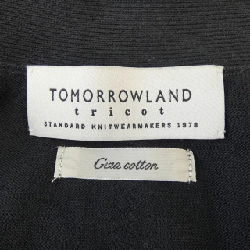 TOMORROWLAND
tricot
STANDARD KNITWEARMAKERS 1978
Giza cotton